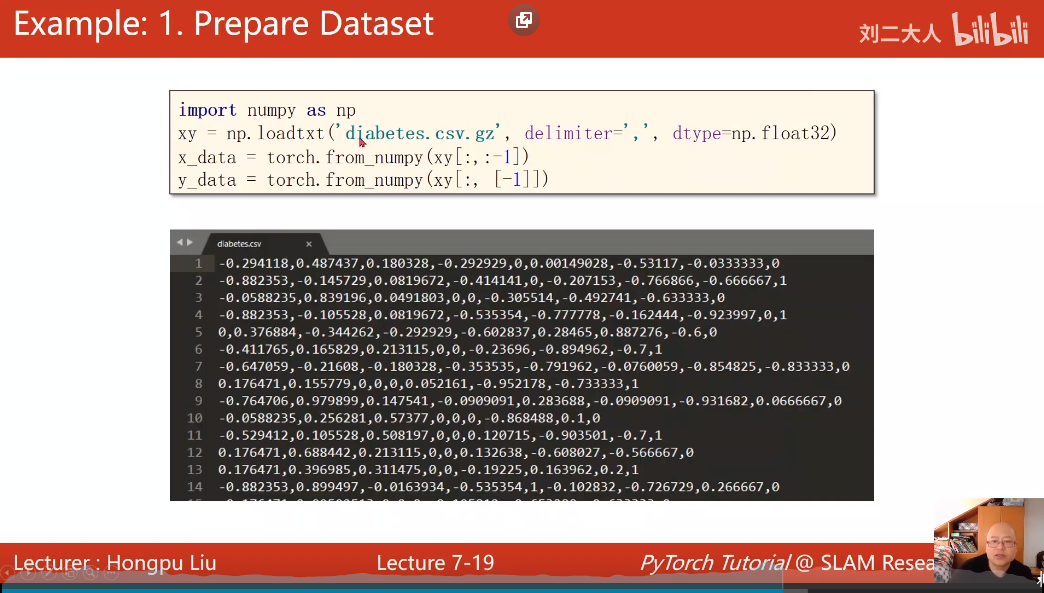 Example: 1. Prepare Dataset
刘二大人 bilibili
import numpy as np
xy = np.loadtxt('diabetes.csv.gz', delimiter=',', dtype=np.float32)
x_data = torch.from_numpy(xy[:,:-1])
y_data = torch.from_numpy(xy[:, [-1]])
diabetes.csv ×
1 -0.294118,0.487437,0.180328,-0.292929,0,0.00149028,-0.53117,-0.0333333,0
2 -0.882353,-0.145729,0.0819672,-0.414141,0,-0.207153,-0.766866,-0.666667,1
3 -0.0588235,0.839196,0.0491803,0,0,-0.305514,-0.492741,-0.633333,0
4 -0.882353,-0.105528,0.0819672,-0.535354,-0.777778,-0.162444,-0.923997,0,1
5 0,0.376884,-0.344262,-0.292929,-0.602837,0.28465,0.887276,-0.6,0
6 -0.411765,0.165829,0.213115,0,0,-0.23696,-0.894962,-0.7,1
7 -0.647059,-0.21608,-0.180328,-0.353535,-0.791962,-0.0760059,-0.854825,-0.833333,0
8 0.176471,0.155779,0,0,0,0.052161,-0.952178,-0.733333,1
9 -0.764706,0.979899,0.147541,-0.0909091,0.283688,-0.0909091,-0.931682,0.0666667,0
10 -0.0588235,0.256281,0.57377,0,0,0,-0.868488,0.1,0
11 -0.529412,0.105528,0.508197,0,0,0.120715,-0.903501,-0.7,1
12 0.176471,0.688442,0.213115,0,0,0.132638,-0.608027,-0.566667,0
13 0.176471,0.396985,0.311475,0,0,-0.19225,0.163962,0.2,1
14 -0.882353,0.899497,-0.0163934,-0.535354,1,-0.102832,-0.726729,0.266667,0
Lecturer : Hongpu Liu
Lecture 7-19
PyTorch Tutorial @ SLAM Resea